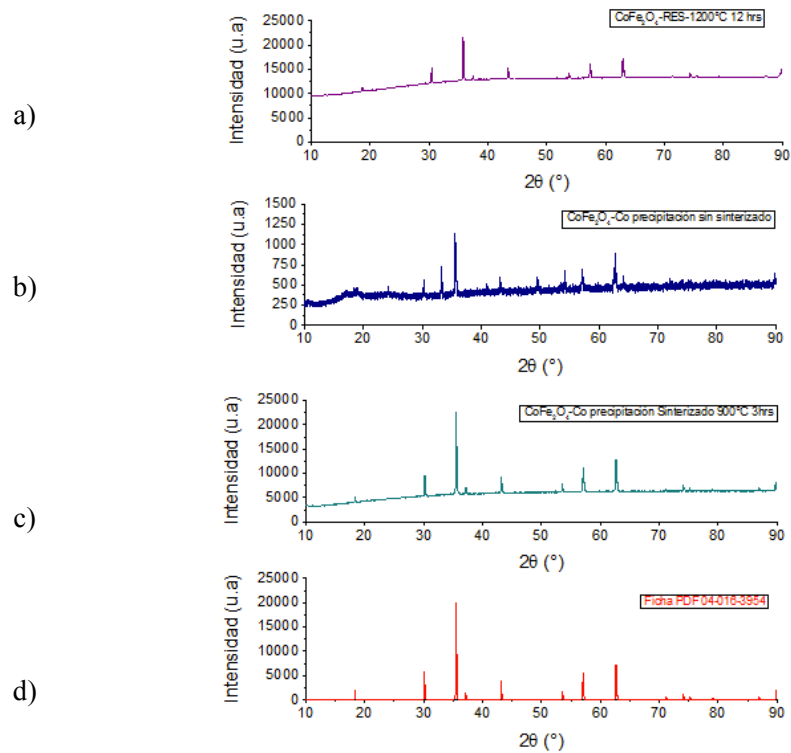 a)
Intensidad (u.a)
25000
20000
15000
10000
5000
0
CoFe₂O₄-RES-1200°C 12 hrs
10 20 30 40 50 60 70 80 90
2θ (°)
b)
Intensidad (u.a)
1500
1250
1000
750
500
250
0
CoFe₂O₄-Co precipitación sin sinterizado
10 20 30 40 50 60 70 80 90
2θ (°)
c)
Intensidad (u.a)
25000
20000
15000
10000
5000
0
CoFe₂O₄-Co precipitación Sinterizado 900°C 3hrs
10 20 30 40 50 60 70 80 90
2θ (°)
d)
Intensidad (u.a)
25000
20000
15000
10000
5000
0
Ficha PDF 04-016-3954
10 20 30 40 50 60 70 80 90
2θ (°)